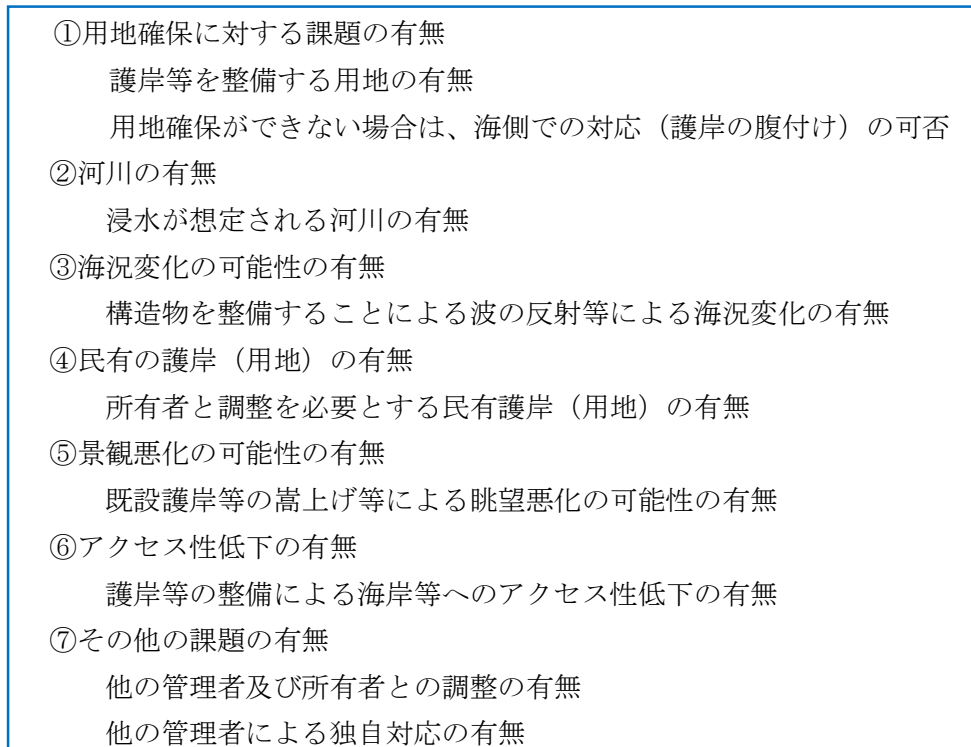 ①用地確保に対する課題の有無
護岸等を整備する用地の有無
用地確保ができない場合は、海側での対応（護岸の腹付け）の可否
②河川の有無
浸水が想定される河川の有無
③海況変化の可能性の有無
構造物を整備することによる波の反射等による海況変化の有無
④民有の護岸（用地）の有無
所有者と調整を必要とする民有護岸（用地）の有無
⑤景観悪化の可能性の有無
既設護岸等の嵩上げ等による眺望悪化の可能性の有無
⑥アクセス性低下の有無
護岸等の整備による海岸等へのアクセス性低下の有無
⑦その他の課題の有無
他の管理者及び所有者との調整の有無
他の管理者による独自対応の有無